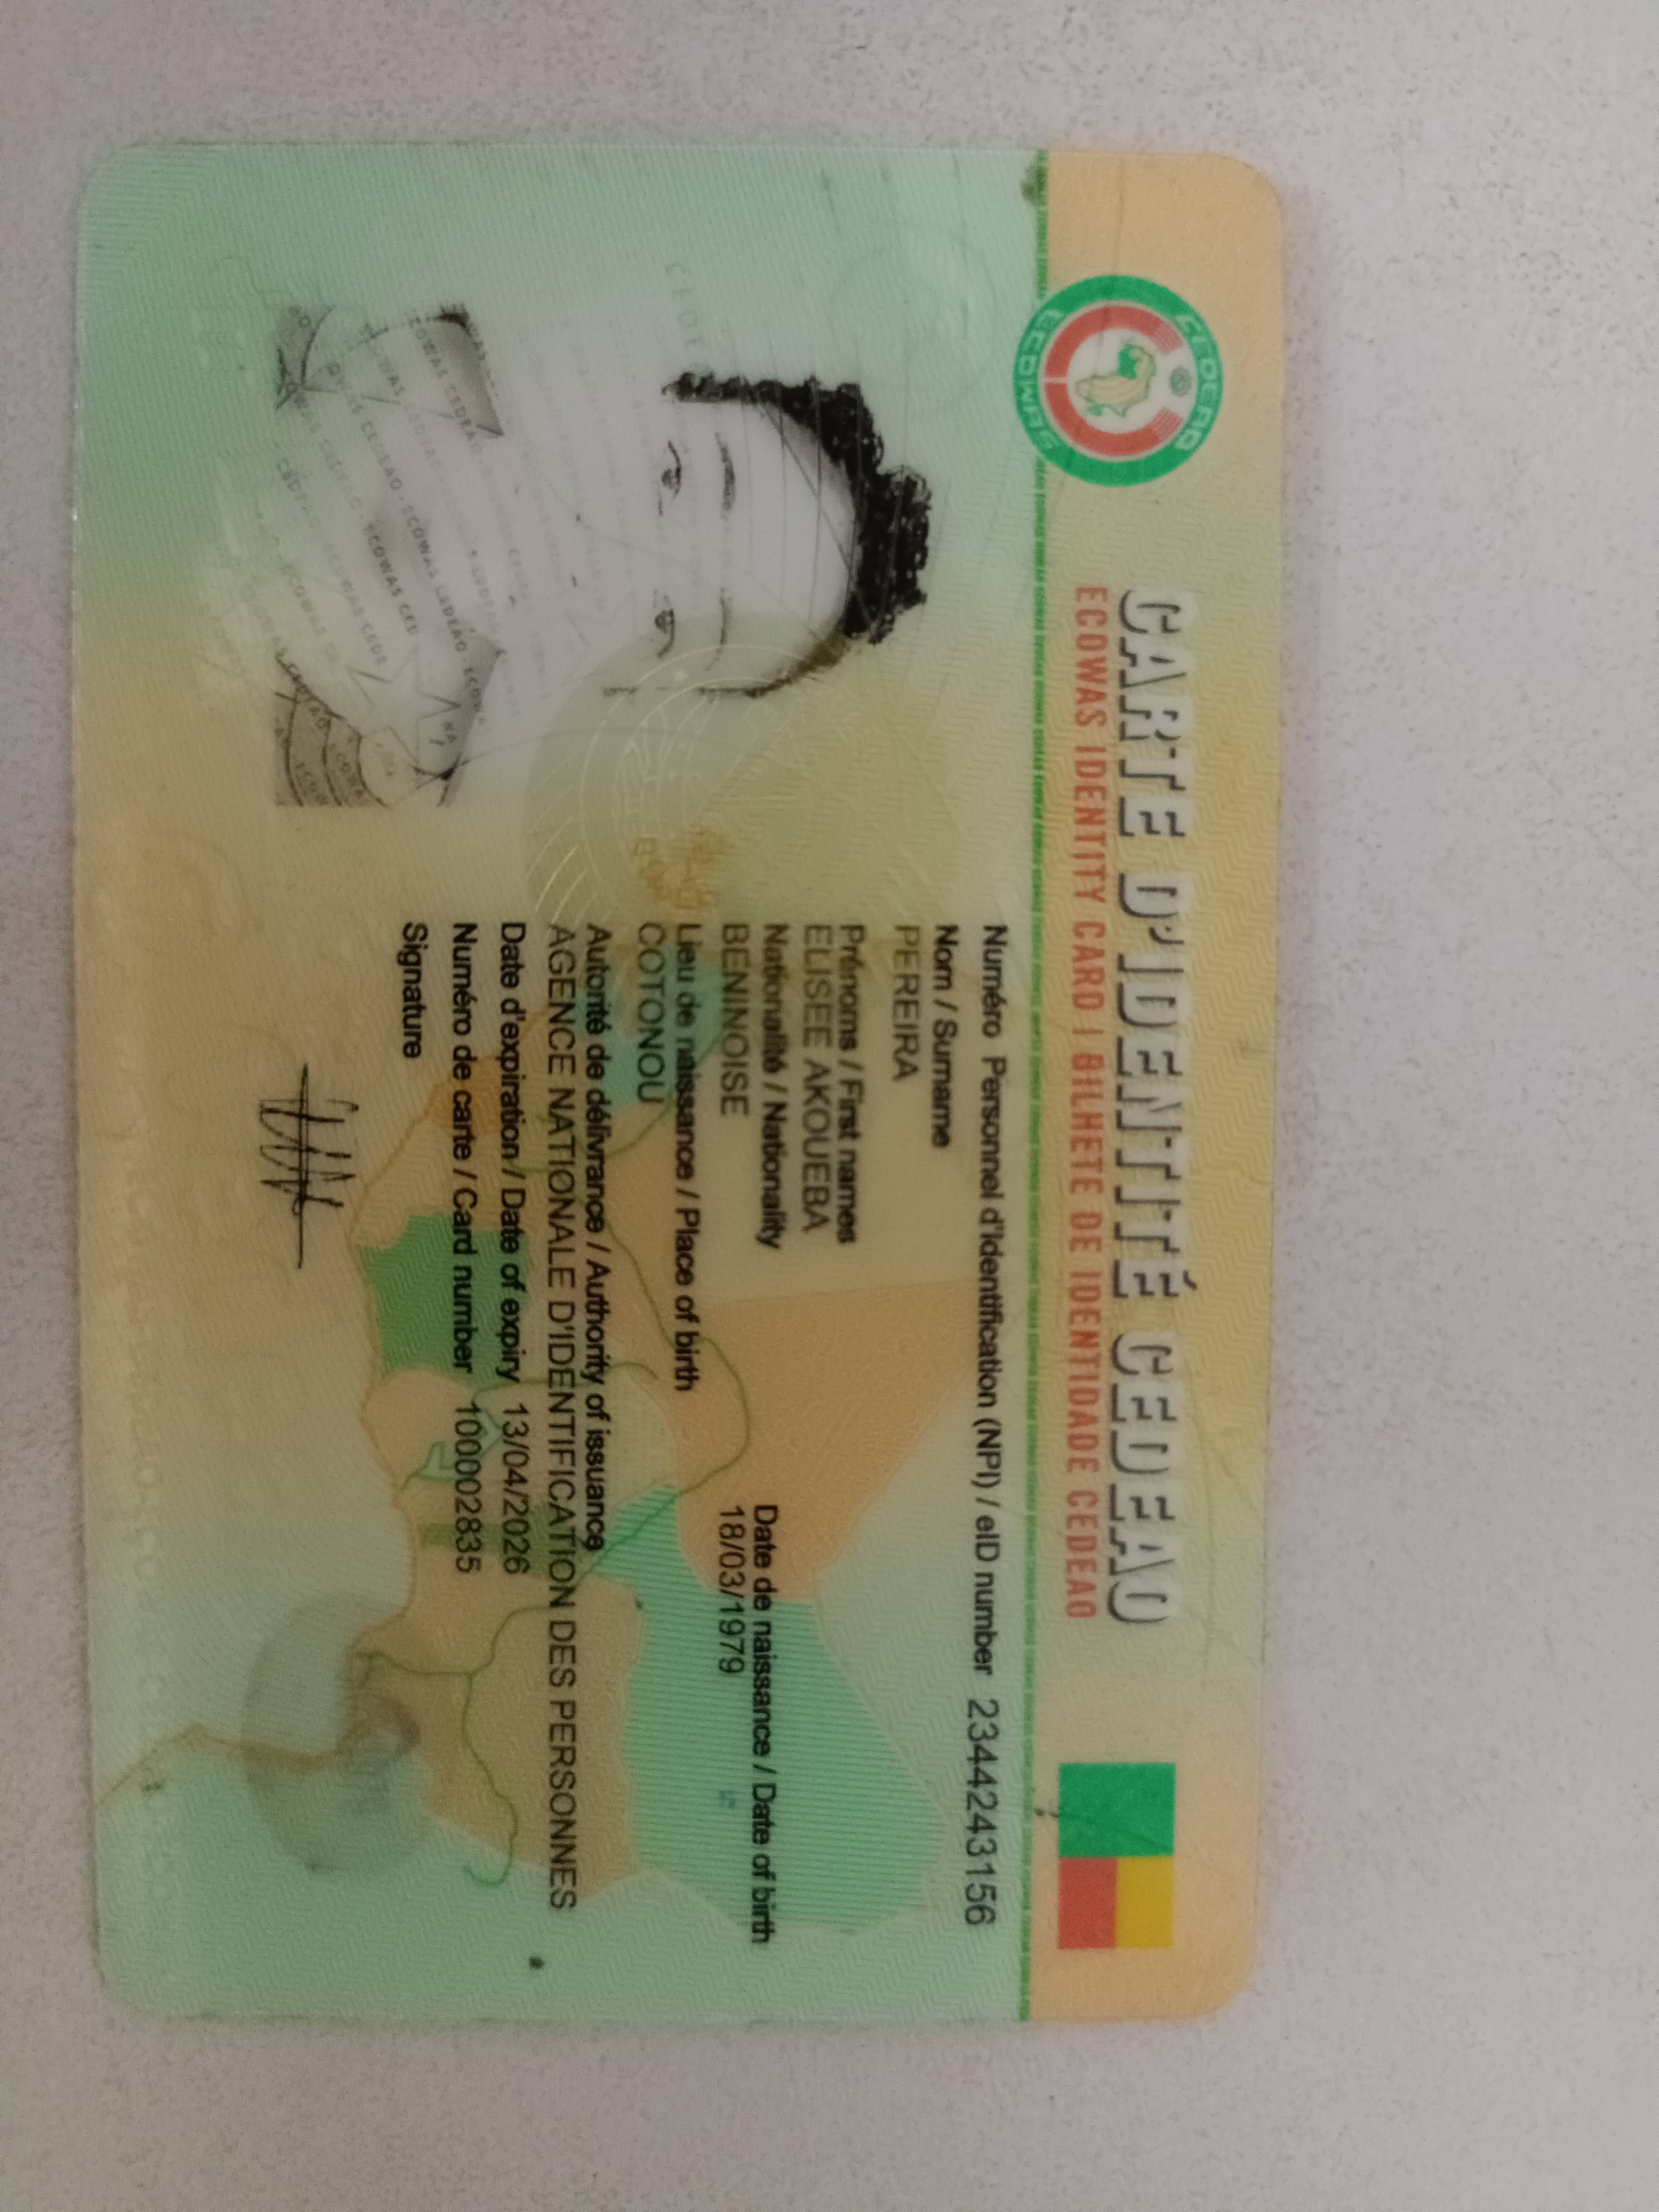 CARTE D'IDENTITÉ CEDEAO
ECOWAS IDENTITY CARD / BILHETE DE IDENTIDADE CEDEAO
CEDEAO
ECOWAS
Numéro Personnel d'Identification (NPI) / eID number 2344243156
Nom / Surname
PEREIRA
Prénoms / First names
ELISEE AKOUEBA
Nationalité / Nationality
BÉNINOISE
Date de naissance / Date of birth
18/03/1979
Lieu de naissance / Place of birth
COTONOU
Autorité de délivrance / Authority of issuance
AGENCE NATIONALE D'IDENTIFICATION DES PERSONNES
Date d'expiration / Date of expiry 13/04/2026
Numéro de carte / Card number 100002835
Signature